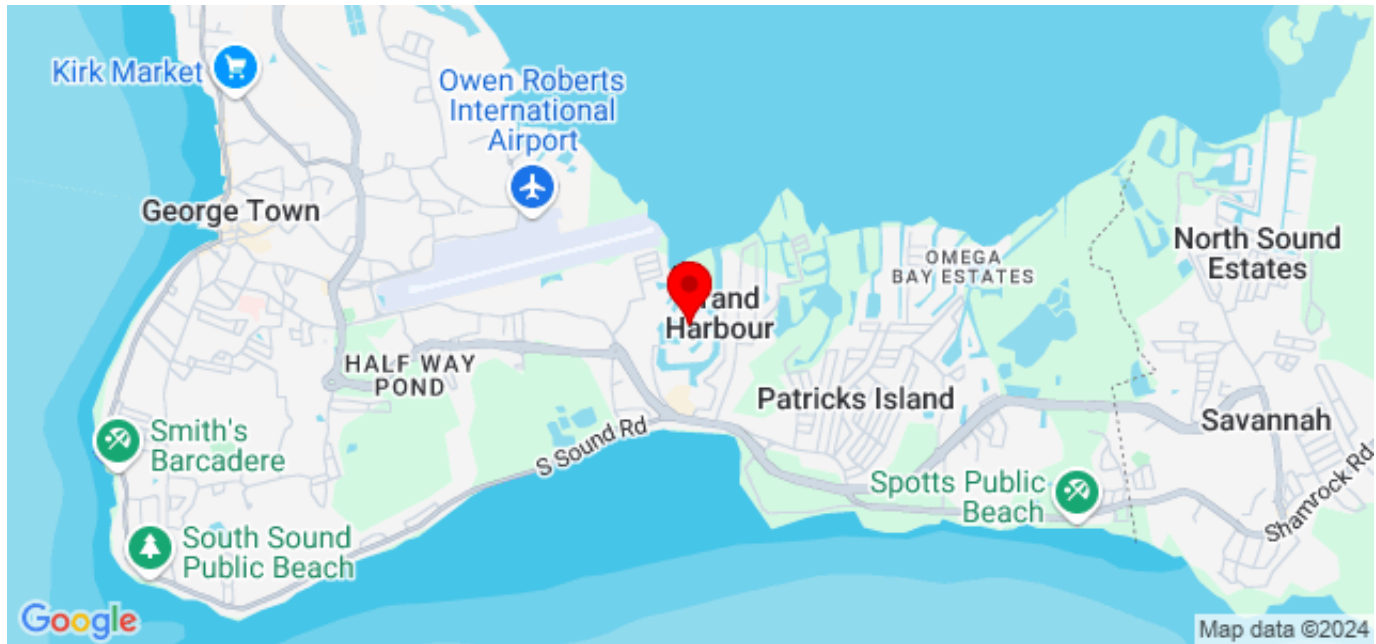 Kirk Market
Owen Roberts
International
Airport
George Town
North Sound
Estates
OMEGA
BAY ESTATES
rand
Harbour
HALF WAY
POND
Patricks Island
Savannah
Smith's
Barcadere
S Sound Rd
Spotts Public
Beach
Shamrock Rd
South Sound
Public Beach
Google
Map data ©2024